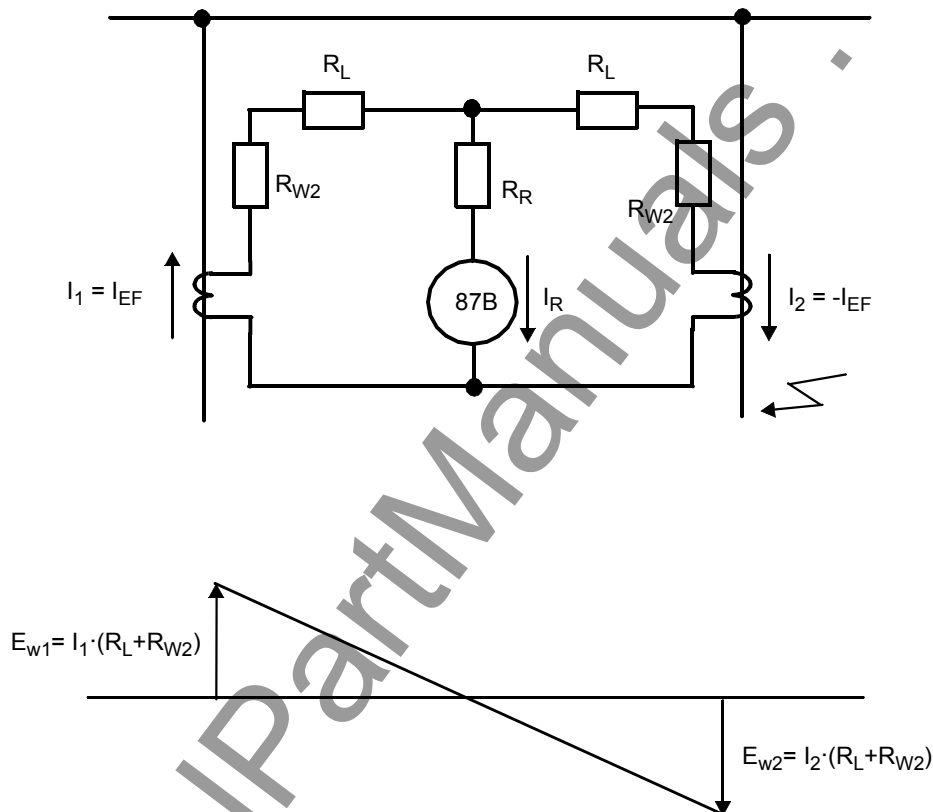 R_L
R_L
R_W2
R_R
R_W2
I_1 = I_EF
87B
I_R
I_2 = -I_EF
E_w1= I_1·(R_L+R_W2)
E_w2= I_2·(R_L+R_W2)
IPartManuals .